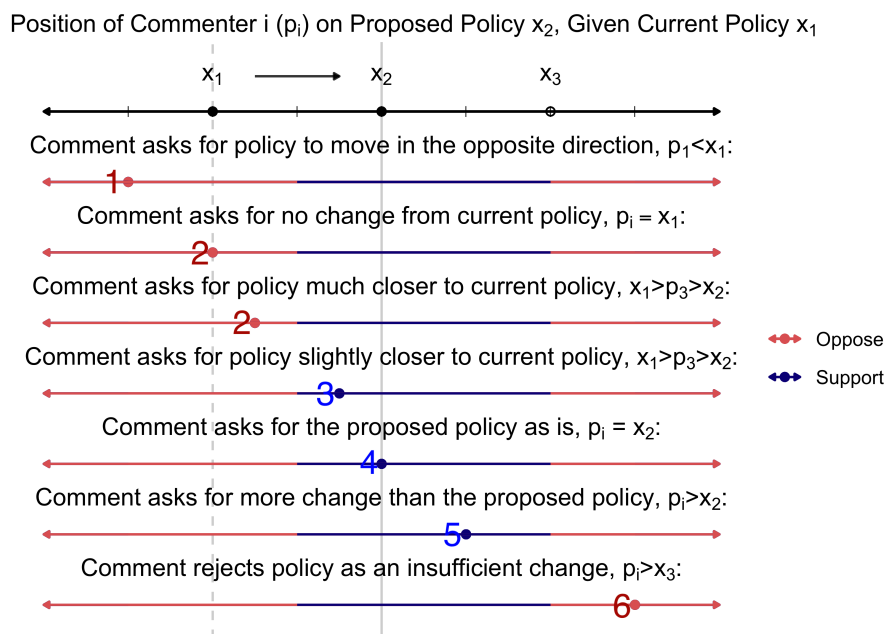 Position of Commenter i (pᵢ) on Proposed Policy x₂, Given Current Policy x₁
x₁ x₂ x₃
Comment asks for policy to move in the opposite direction, p₁<x₁:
1
Comment asks for no change from current policy, pᵢ = x₁:
2
Comment asks for policy much closer to current policy, x₁>p₃>x₂:
2
Comment asks for policy slightly closer to current policy, x₁>p₃>x₂:
3
Comment asks for the proposed policy as is, pᵢ = x₂:
4
Comment asks for more change than the proposed policy, pᵢ>x₂:
5
Comment rejects policy as an insufficient change, pᵢ>x₃:
6
Oppose
Support